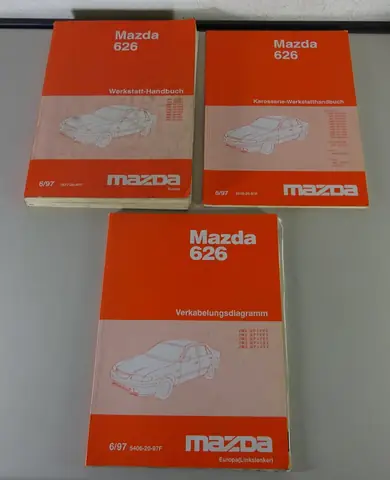 Mazda
626
Werkstatt-Handbuch
6/97
mazda
Europa
Mazda
626
Karosserie-Werkstatthandbuch
6/97
mazda
Mazda
626
Verkabelungsdiagramm
6/97 5406-20-97F
mazda
Europa(Linkslenker)